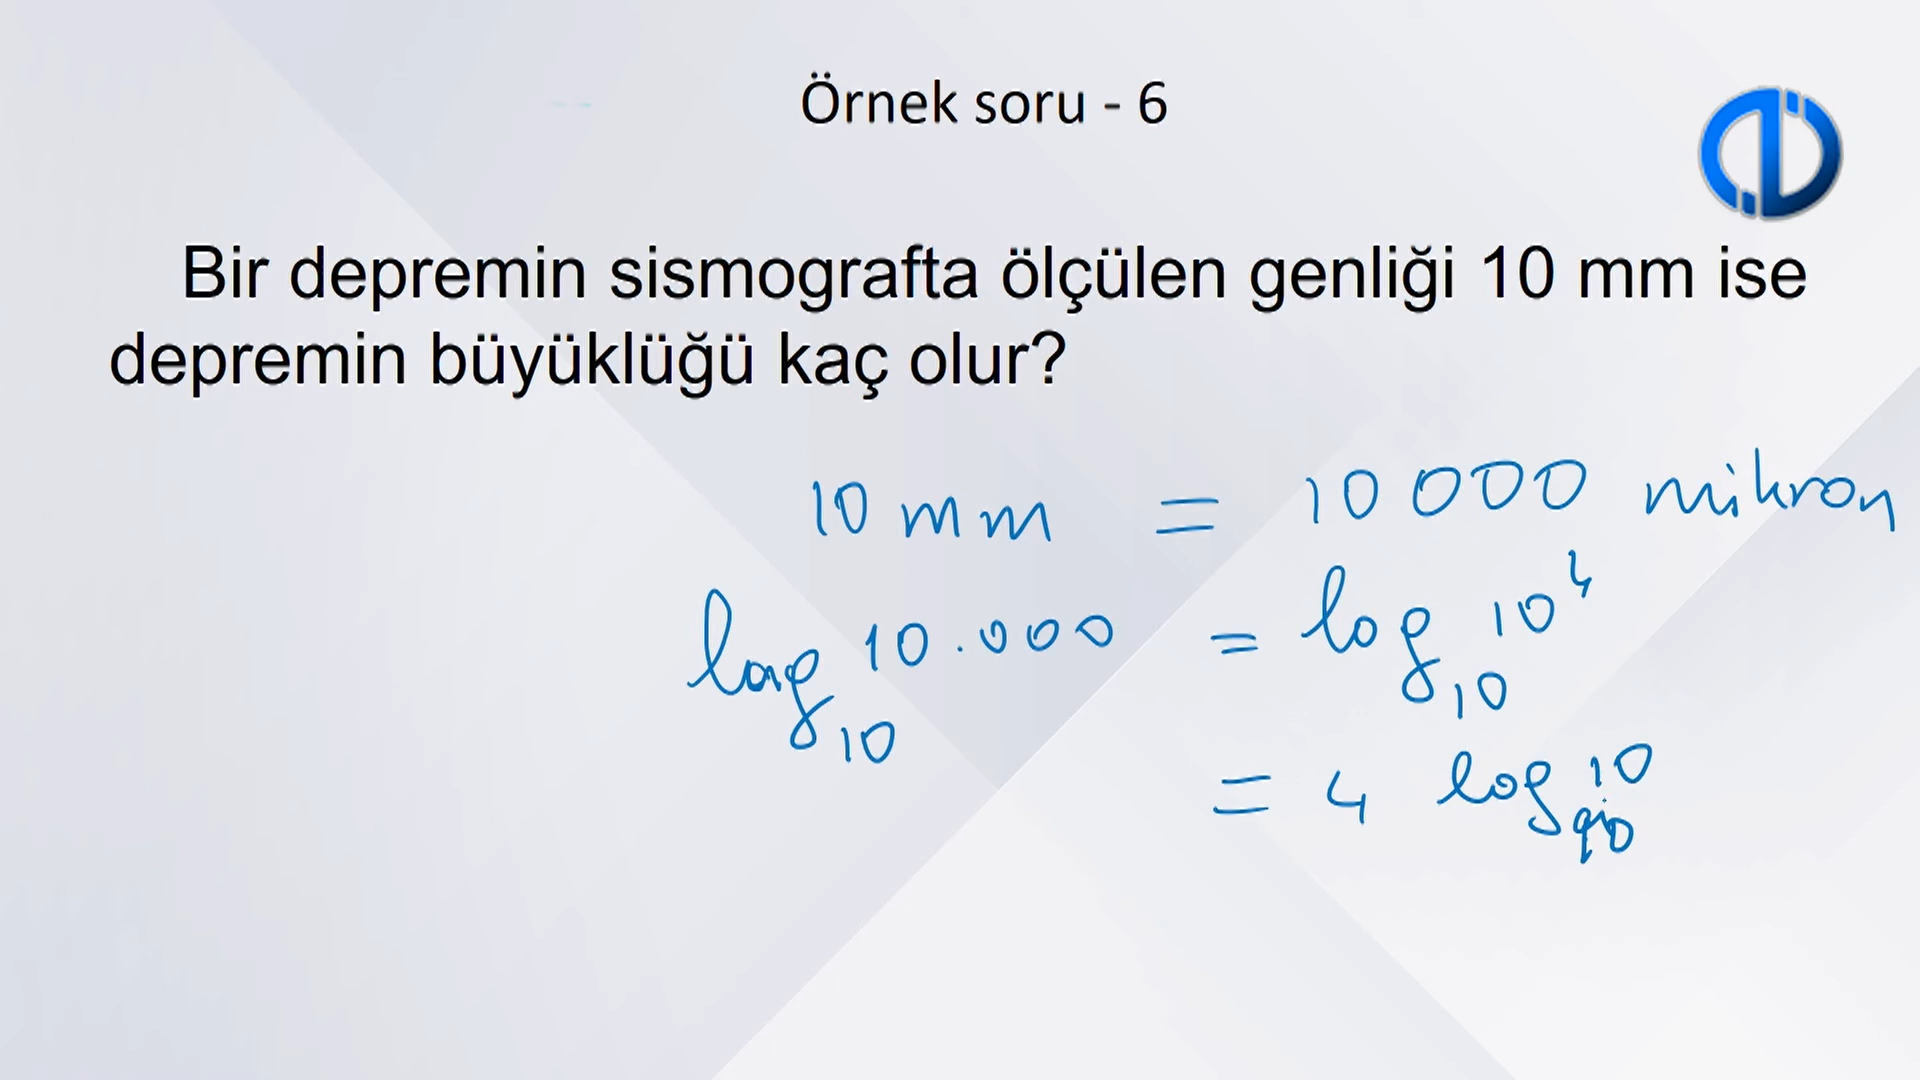 Örnek soru - 6
Bir depremin sismografta ölçülen genliği 10 mm ise
depremin büyüklüğü kaç olur?
10 mm = 10 000 mikron
log₁₀ 10.000 = log₁₀ 10⁴
= 4 log₁₀ 10